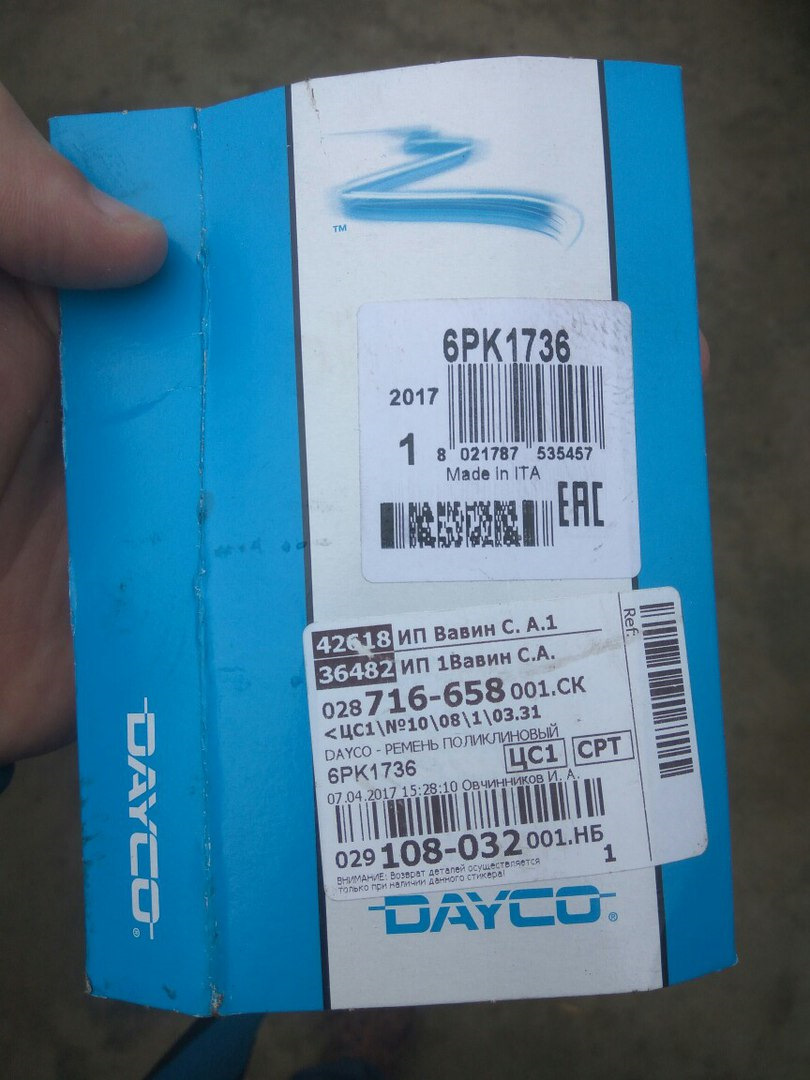 TM
6PK1736
2017
1
8 021787 535457
Made in ITA
EAC
42618 ИП Вавин С. А.1
36482 ИП 1Вавин С.А.
Ref.
028 716-658 001.СК
<ЦС1\№10\08\1\03.31
DAYCO - РЕМЕНЬ ПОЛИКЛИНОВЫЙ
6PK1736 ЦС1 СРТ
07.04.2017 15:28:10 Овчинников И. А.
029 108-032 001.НБ 1
ВНИМАНИЕ: Возврат деталей осуществляется
только при наличии данного стикера!
DAYCO®
DAYCO®